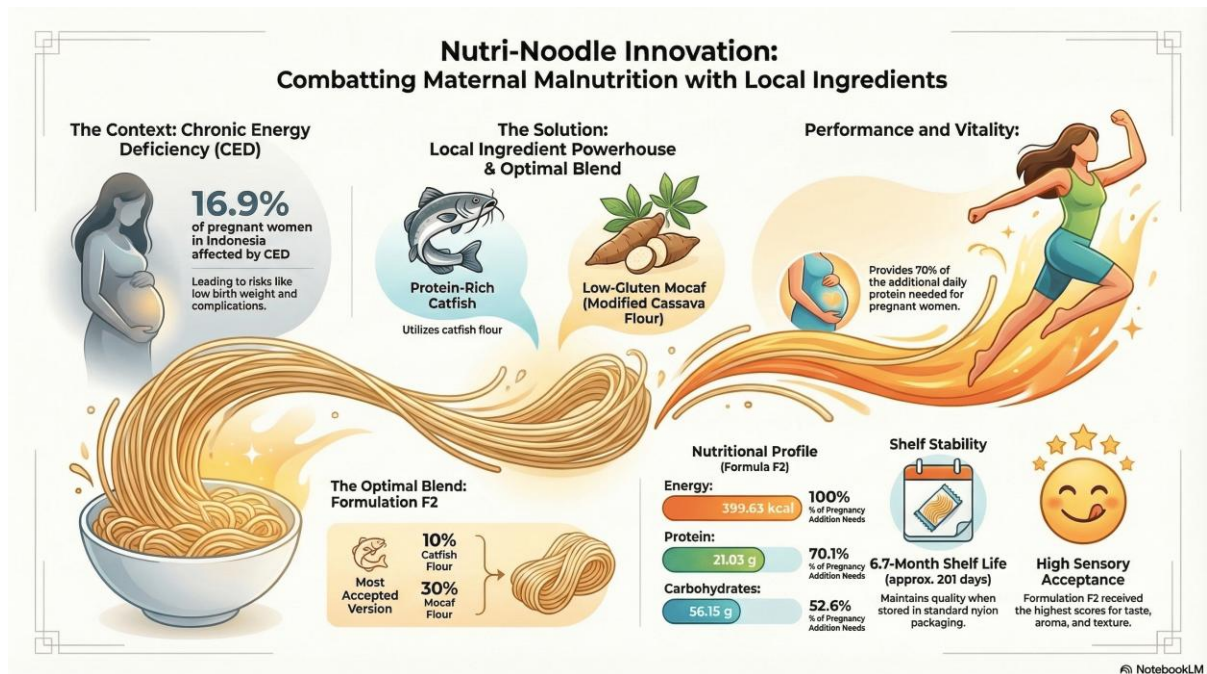 Nutri-Noodle Innovation:
Combatting Maternal Malnutrition with Local Ingredients
The Context: Chronic Energy
Deficiency (CED)
16.9%
of pregnant women
in Indonesia
affected by CED
Leading to risks like
low birth weight and
complications.
The Solution:
Local Ingredient Powerhouse
& Optimal Blend
Protein-Rich
Catfish
Utilizes catfish flour
Low-Gluten Mocaf
(Modified Cassava
Flour)
Performance and Vitality:
Provides 70% of
the additional daily
protein needed for
pregnant women.
The Optimal Blend:
Formulation F2
Most
Accepted
Version
10%
Catfish
Flour
30%
Mocaf
Flour
Nutritional Profile
(Formula F2)
Energy:
399.63 kcal
100%
% of Pregnancy
Addition Needs
Protein:
21.03 g
70.1%
% of Pregnancy
Addition Needs
Carbohydrates:
56.15 g
52.6%
% of Pregnancy
Addition Needs
Shelf Stability
6.7-Month Shelf Life
(approx. 201 days)
Maintains quality when
stored in standard nylon
packaging.
High Sensory
Acceptance
Formulation F2 received
the highest scores for taste,
aroma, and texture.
NotebookLM